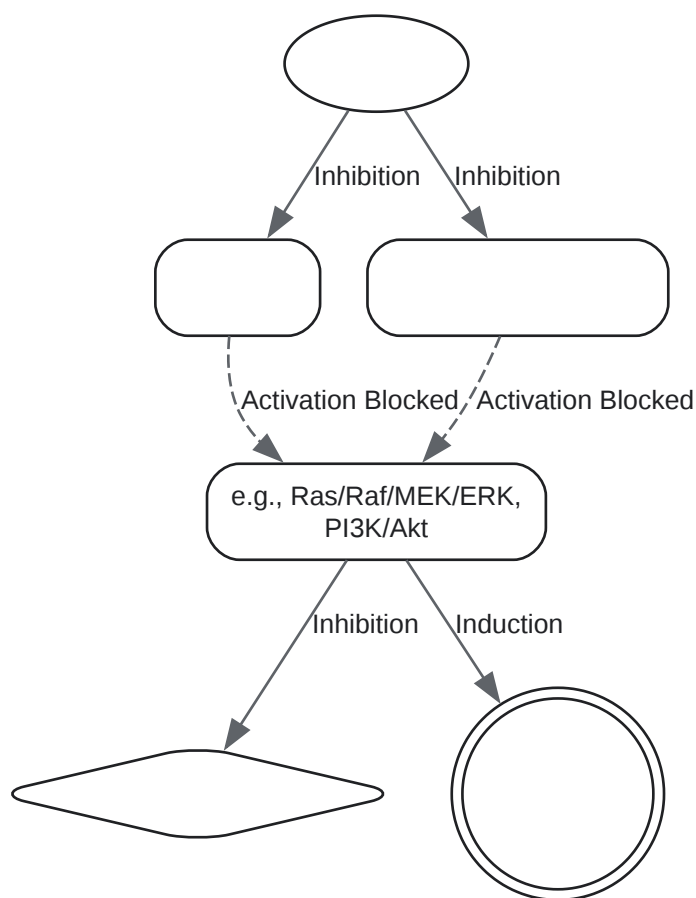 Inhibition
Inhibition
Activation Blocked
Activation Blocked
e.g., Ras/Raf/MEK/ERK,
PI3K/Akt
Inhibition
Induction